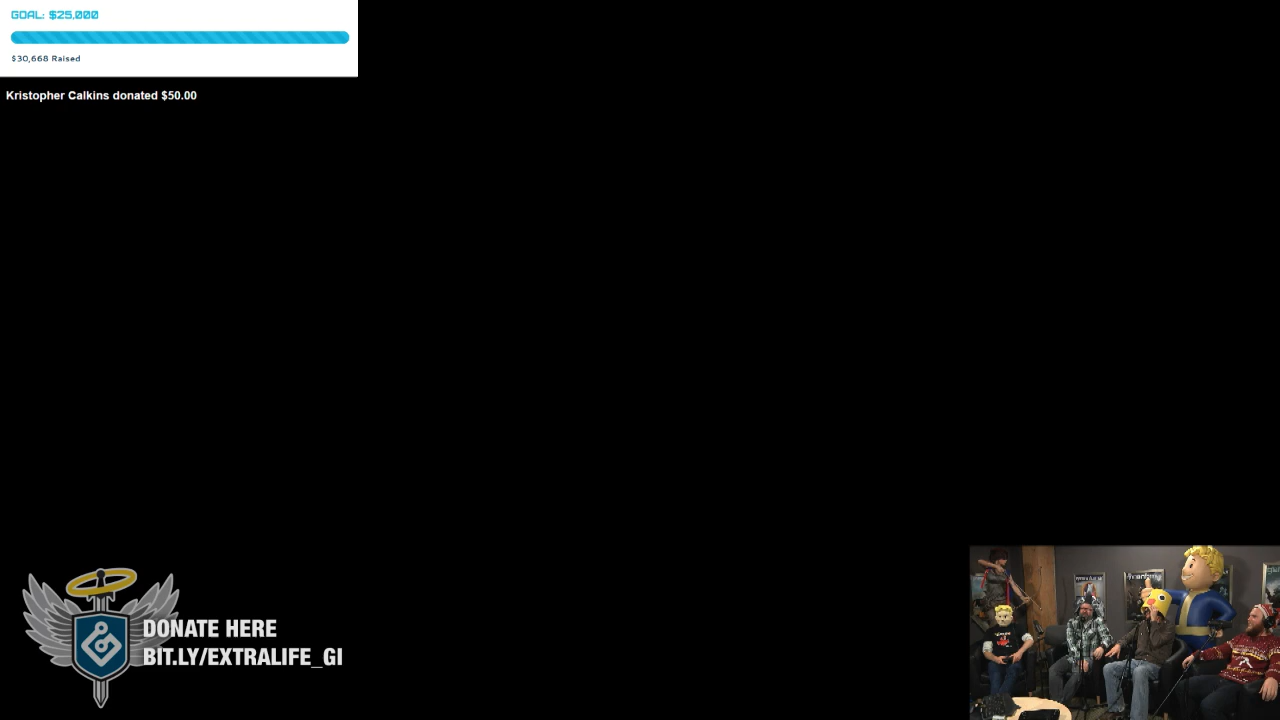 GOAL: $25,000
$30,668 Raised
Kristopher Calkins donated $50.00
DONATE HERE
BIT.LY/EXTRALIFE_GI